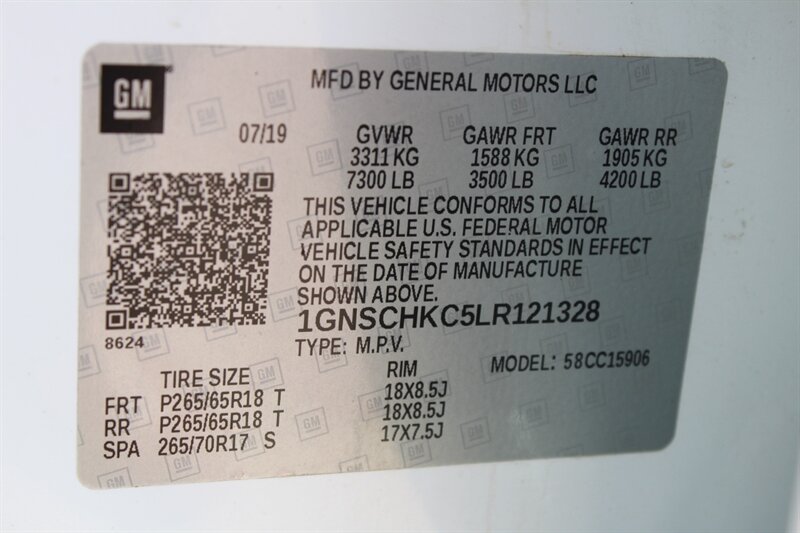 GM
MFD BY GENERAL MOTORS LLC
07/19 GVWR GAWR FRT GAWR RR
3311 KG 1588 KG 1905 KG
7300 LB 3500 LB 4200 LB
THIS VEHICLE CONFORMS TO ALL
APPLICABLE U.S. FEDERAL MOTOR
VEHICLE SAFETY STANDARDS IN EFFECT
ON THE DATE OF MANUFACTURE
SHOWN ABOVE.
1GNSCHKC5LR121328
8624
TYPE: M.P.V. MODEL: 58CC15906
TIRE SIZE RIM
FRT P265/65R18 T 18X8.5J
RR P265/65R18 T 18X8.5J
SPA 265/70R17 S 17X7.5J